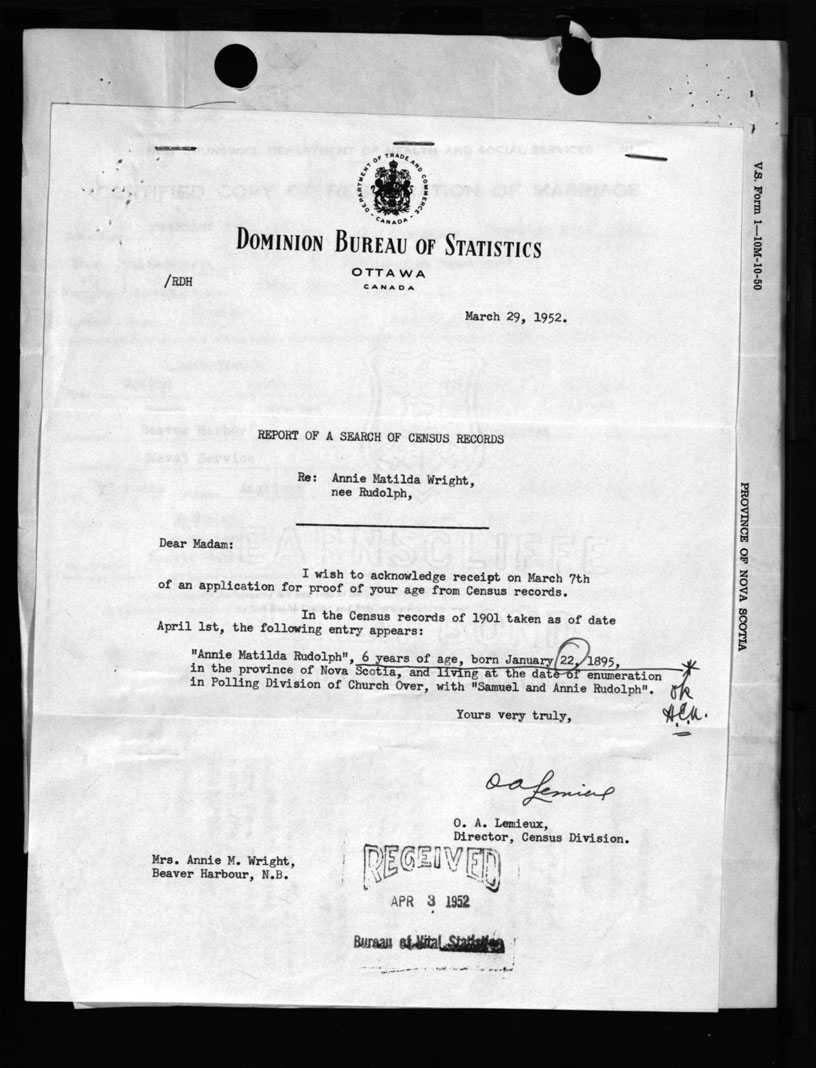 DEPARTMENT OF TRADE AND COMMERCE
CANADA
DOMINION BUREAU OF STATISTICS
OTTAWA
CANADA
/RDH
March 29, 1952.
REPORT OF A SEARCH OF CENSUS RECORDS
Re: Annie Matilda Wright,
nee Rudolph,
Dear Madam:
I wish to acknowledge receipt on March 7th
of an application for proof of your age from Census records.
In the Census records of 1901 taken as of date
April 1st, the following entry appears:
"Annie Matilda Rudolph", 6 years of age, born January 22, 1895,
in the province of Nova Scotia, and living at the date of enumeration
in Polling Division of Church Over, with "Samuel and Annie Rudolph".
ok
Yours very truly,
O A Lemieux
O. A. Lemieux,
Director, Census Division.
Mrs. Annie M. Wright,
Beaver Harbour, N.B.
RECEIVED
APR 3 1952
Bureau of Vital Statistics
V.S. Form 1—10M-10-50
PROVINCE OF NOVA SCOTIA